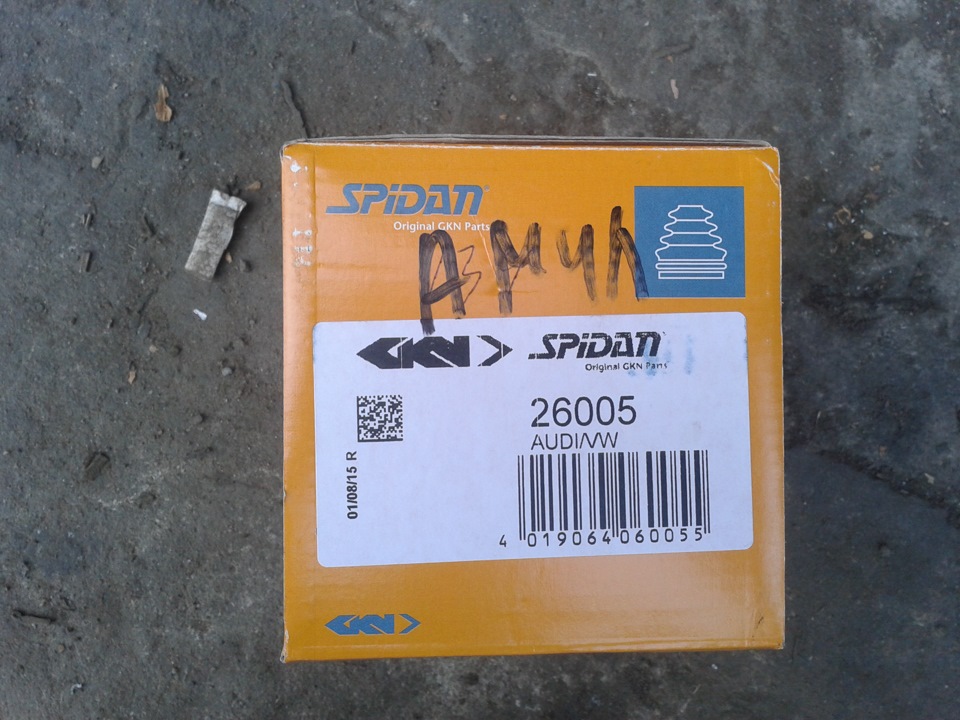 SPiDAN
Original GKN Parts
GKN SPiDAN
Original GKN Parts
26005
AUDI/VW
01/08/15 R
4 019064 060055
GKN